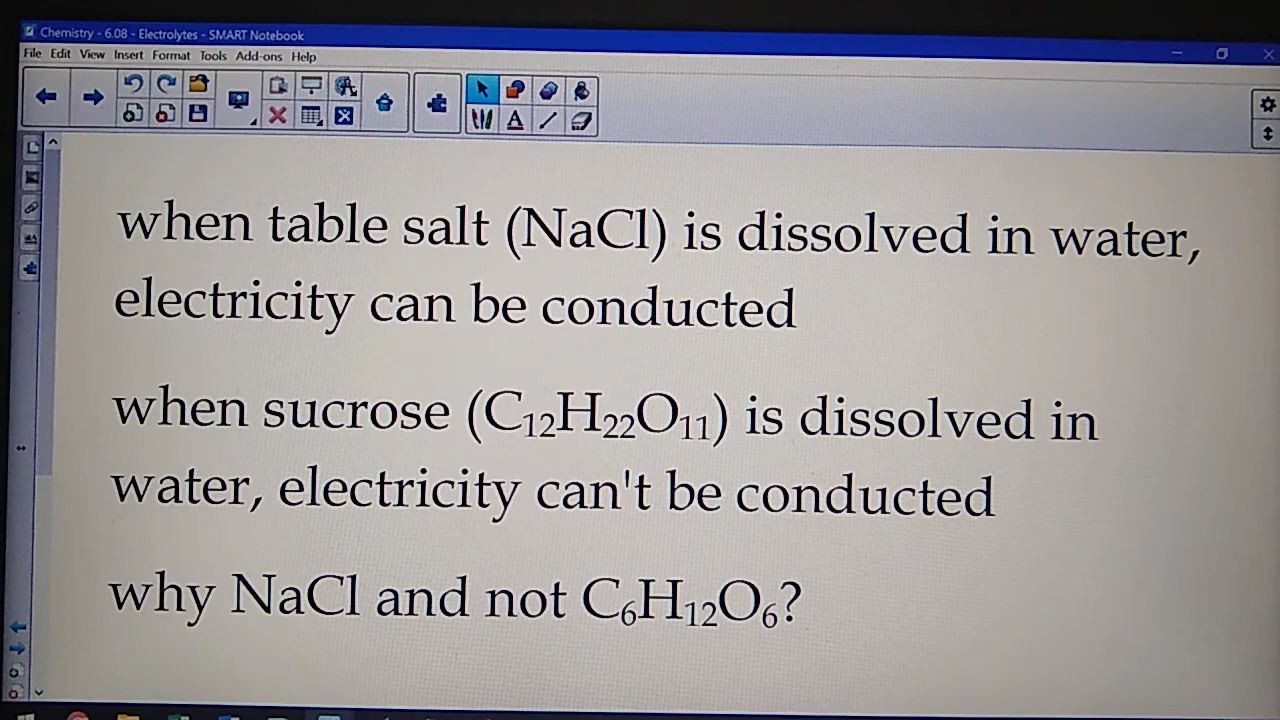 Chemistry - 6.08 - Electrolytes - SMART Notebook
File Edit View Insert Format Tools Add-ons Help
when table salt (NaCl) is dissolved in water,
electricity can be conducted
when sucrose (C₁₂H₂₂O₁₁) is dissolved in
water, electricity can't be conducted
why NaCl and not C₆H₁₂O₆?